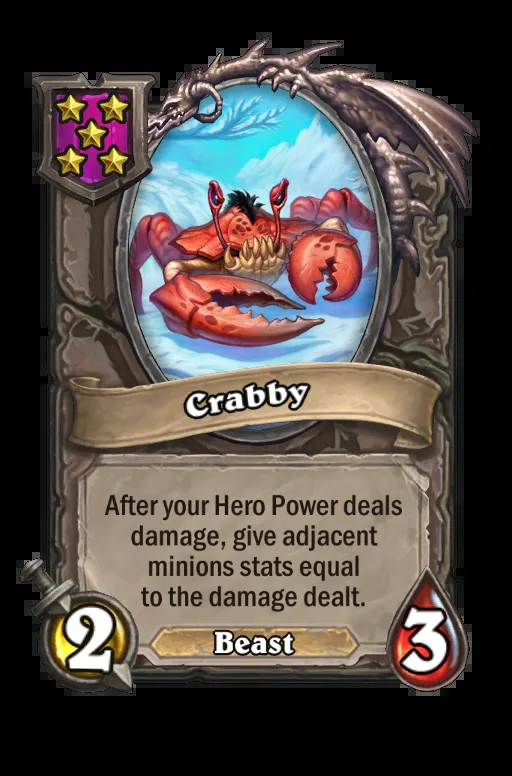 Crabby
After your Hero Power deals
damage, give adjacent
minions stats equal
to the damage dealt.
2
Beast
3